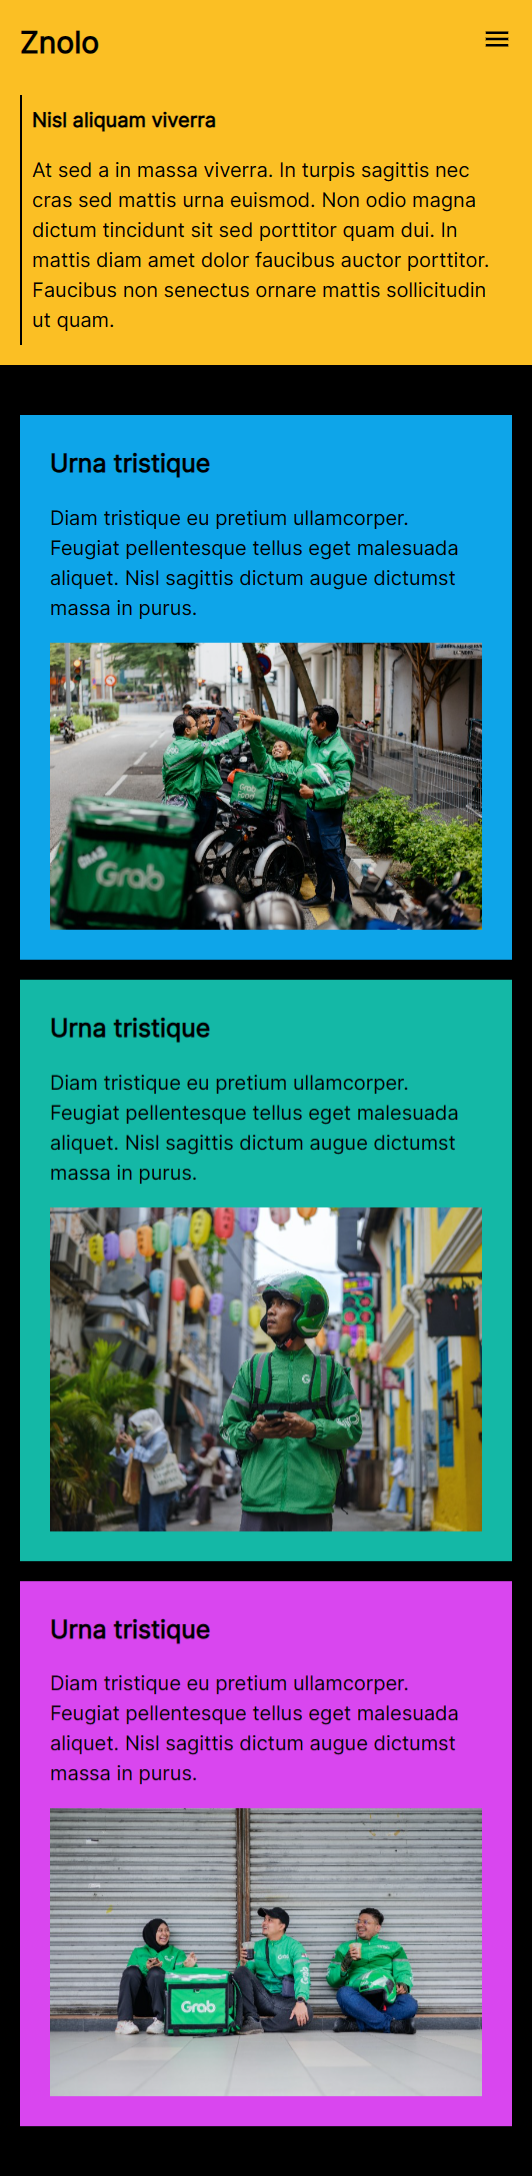 Znolo
Nisl aliquam viverra
At sed a in massa viverra. In turpis sagittis nec
cras sed mattis urna euismod. Non odio magna
dictum tincidunt sit sed porttitor quam dui. In
mattis diam amet dolor faucibus auctor porttitor.
Faucibus non senectus ornare mattis sollicitudin
ut quam.
Urna tristique
Diam tristique eu pretium ullamcorper.
Feugiat pellentesque tellus eget malesuada
aliquet. Nisl sagittis dictum augue dictumst
massa in purus.
Grab
Food
Grab
Urna tristique
Diam tristique eu pretium ullamcorper.
Feugiat pellentesque tellus eget malesuada
aliquet. Nisl sagittis dictum augue dictumst
massa in purus.
Urna tristique
Diam tristique eu pretium ullamcorper.
Feugiat pellentesque tellus eget malesuada
aliquet. Nisl sagittis dictum augue dictumst
massa in purus.
Grab
Grab